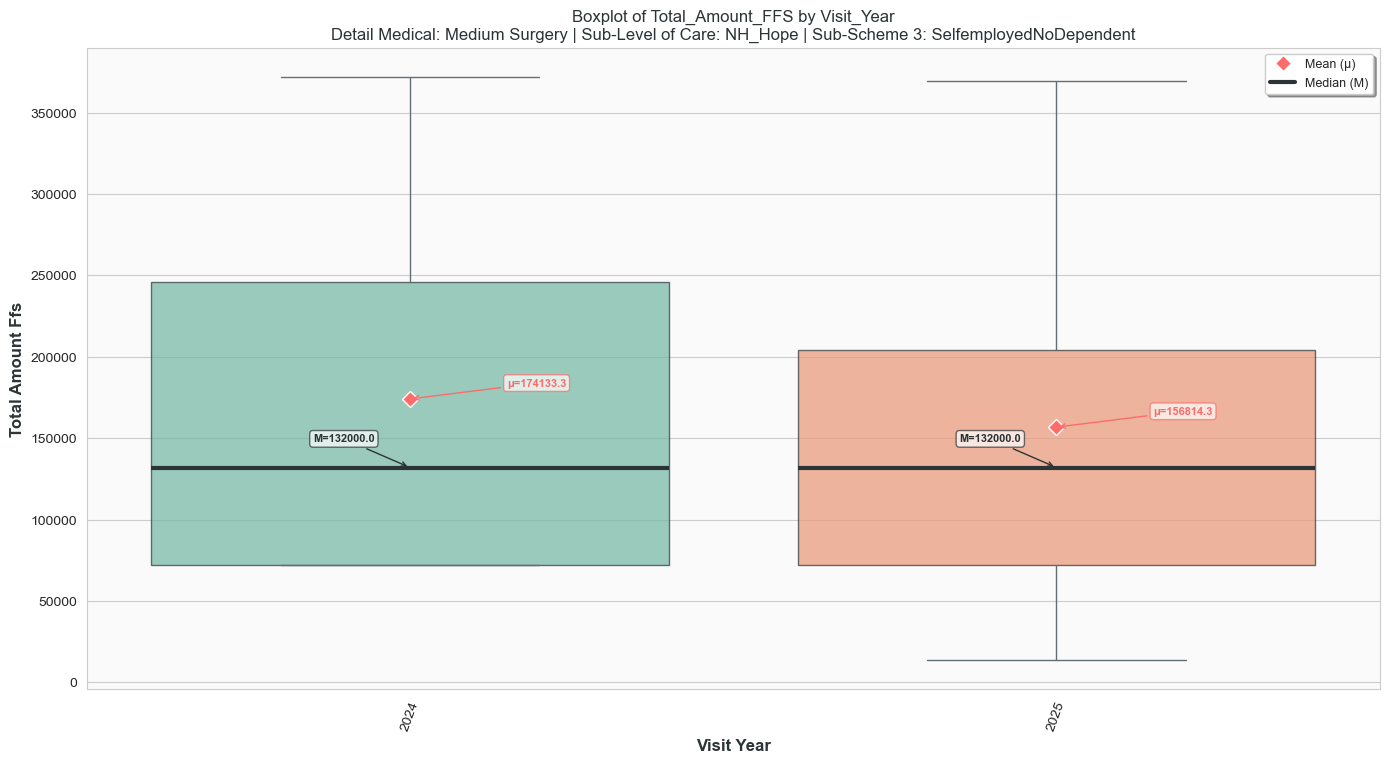 Boxplot of Total_Amount_FFS by Visit_Year
Detail Medical: Medium Surgery | Sub-Level of Care: NH_Hope | Sub-Scheme 3: SelfemployedNoDependent
Mean (μ)
Median (M)
Total Amount Ffs
350000
300000
250000
200000
150000
100000
50000
0
μ=174133.3
M=132000.0
μ=156814.3
M=132000.0
2024
2025
Visit Year